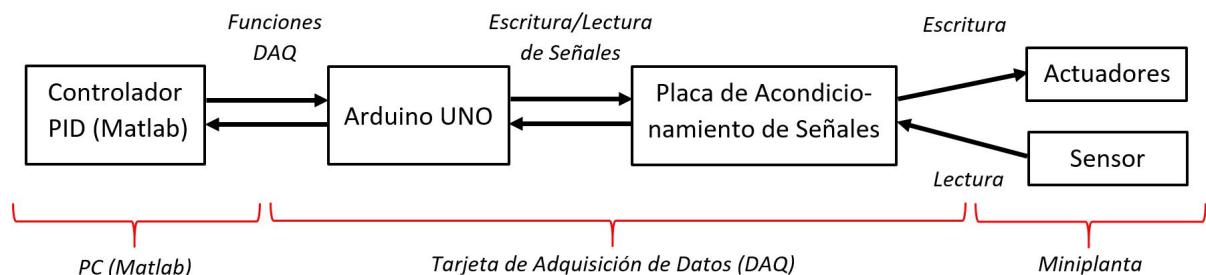 Funciones
DAQ
Escritura/Lectura
de Señales
Escritura
Controlador
PID (Matlab)
Arduino UNO
Placa de Acondicio-
namiento de Señales
Actuadores
Sensor
Lectura
PC (Matlab)
Tarjeta de Adquisición de Datos (DAQ)
Miniplanta